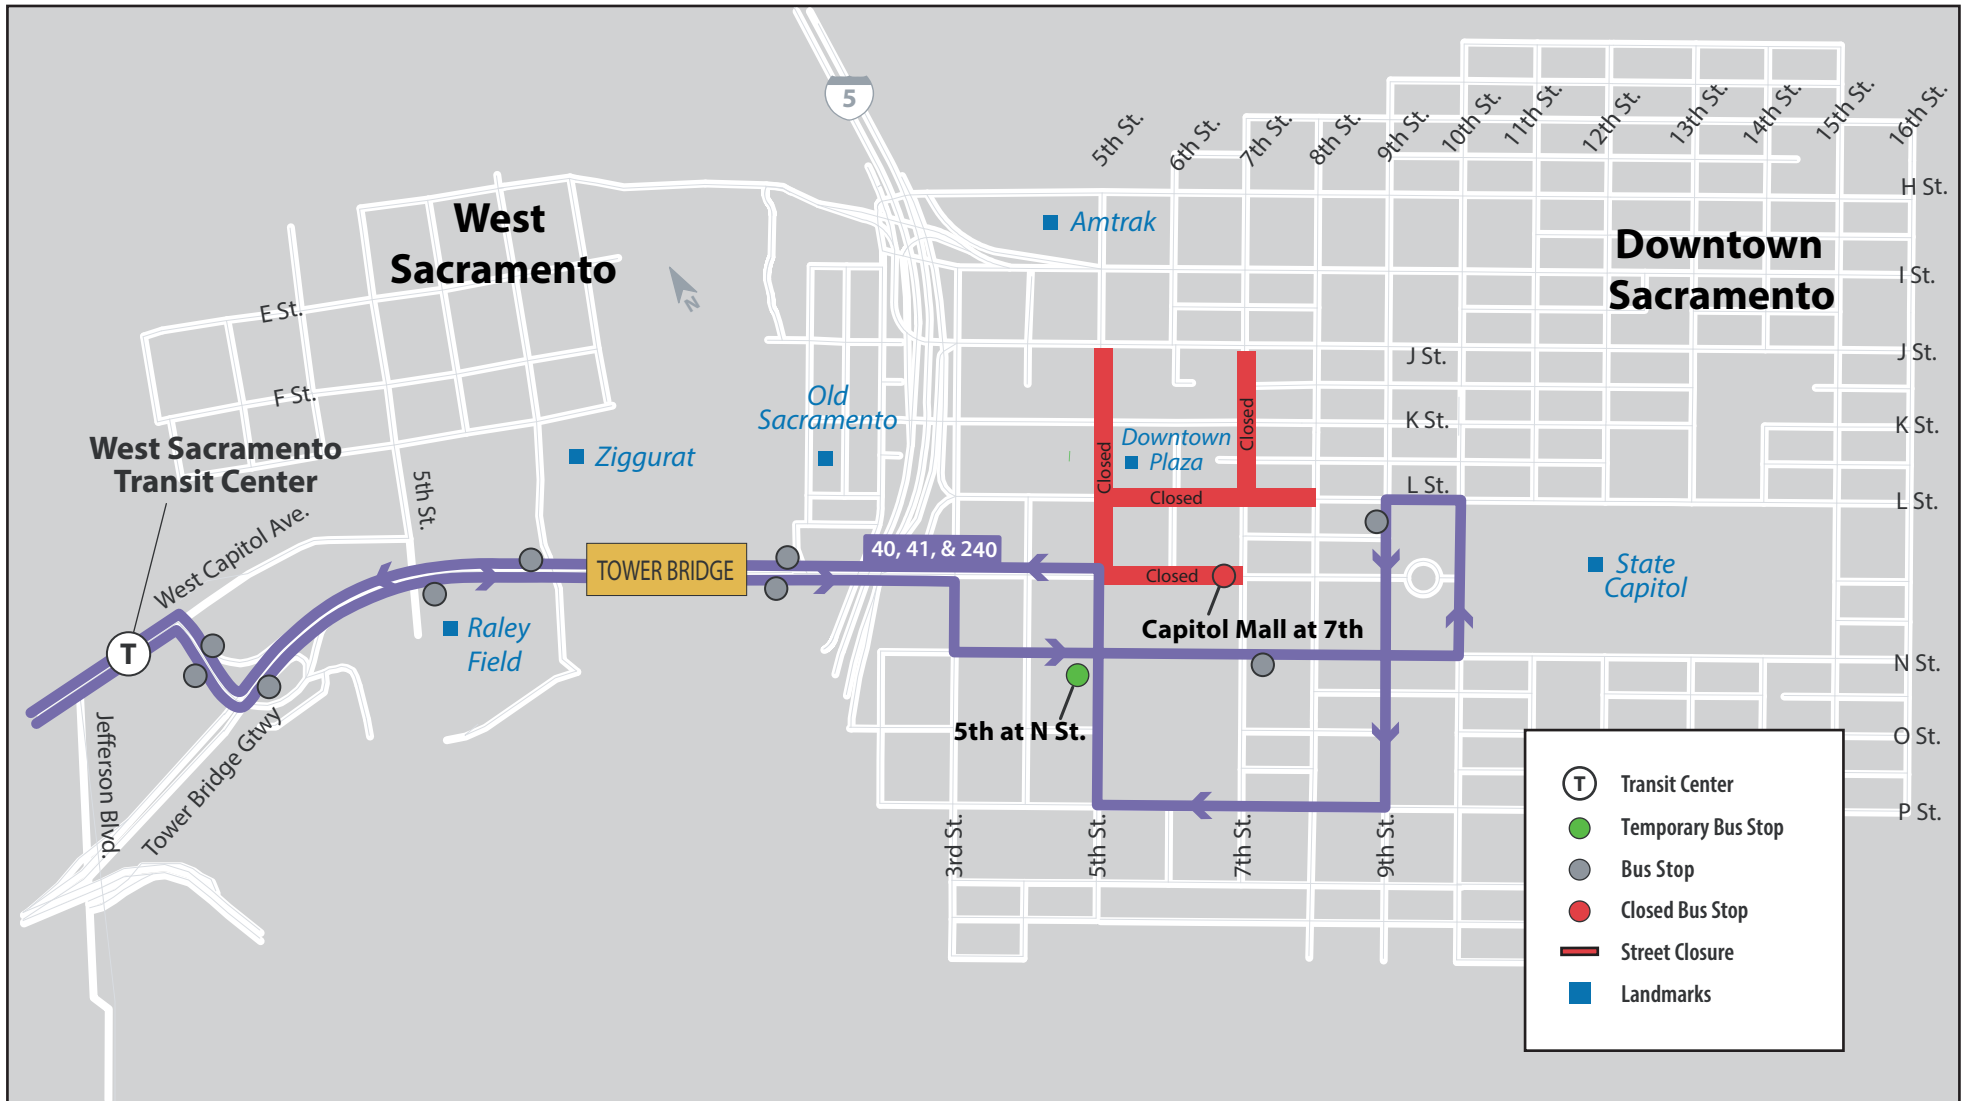 5
5th St.
6th St.
7th St.
8th St.
9th St.
10th St.
11th St.
12th St.
13th St.
14th St.
15th St.
16th St.
H St.
West
Sacramento
Amtrak
Downtown
Sacramento
I St.
N
E St.
F St.
J St.
J St.
Old
Sacramento
K St.
K St.
Closed
Closed
Downtown
Plaza
West Sacramento
Transit Center
Ziggurat
5th St.
L St.
L St.
Closed
West Capitol Ave.
40, 41, & 240
TOWER BRIDGE
Closed
State
Capitol
Raley
Field
Capitol Mall at 7th
T
N St.
5th at N St.
Jefferson Blvd.
Tower Bridge Gtwy
O St.
P St.
3rd St.
5th St.
7th St.
9th St.
T Transit Center
Temporary Bus Stop
Bus Stop
Closed Bus Stop
Street Closure
Landmarks